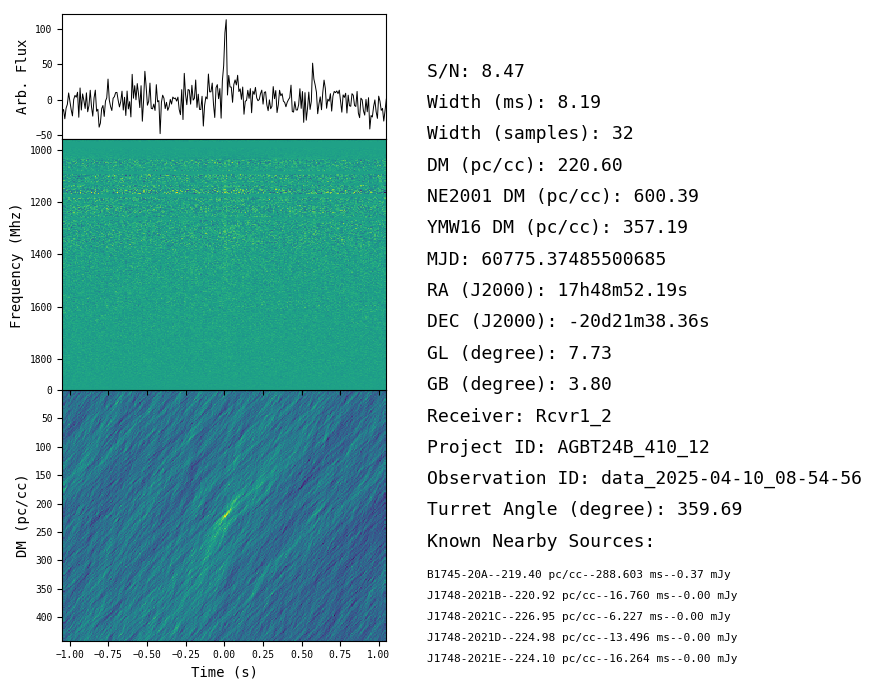 100
50
0
−50
Arb. Flux
1000
1200
1400
1600
1800
Frequency (Mhz)
0
50
100
150
200
250
300
350
400
DM (pc/cc)
−1.00 −0.75 −0.50 −0.25 0.00 0.25 0.50 0.75 1.00
Time (s)
S/N: 8.47
Width (ms): 8.19
Width (samples): 32
DM (pc/cc): 220.60
NE2001 DM (pc/cc): 600.39
YMW16 DM (pc/cc): 357.19
MJD: 60775.37485500685
RA (J2000): 17h48m52.19s
DEC (J2000): -20d21m38.36s
GL (degree): 7.73
GB (degree): 3.80
Receiver: Rcvr1_2
Project ID: AGBT24B_410_12
Observation ID: data_2025-04-10_08-54-56
Turret Angle (degree): 359.69
Known Nearby Sources:
B1745-20A--219.40 pc/cc--288.603 ms--0.37 mJy
J1748-2021B--220.92 pc/cc--16.760 ms--0.00 mJy
J1748-2021C--226.95 pc/cc--6.227 ms--0.00 mJy
J1748-2021D--224.98 pc/cc--13.496 ms--0.00 mJy
J1748-2021E--224.10 pc/cc--16.264 ms--0.00 mJy